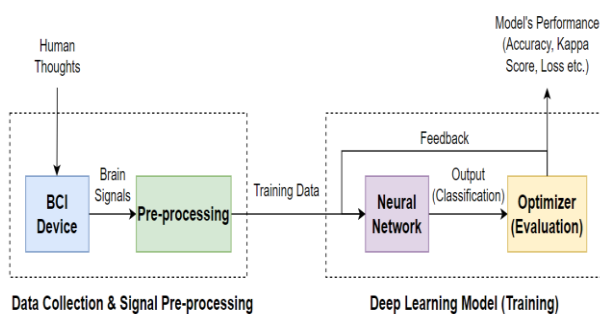 Human
Thoughts
Model's Performance
(Accuracy, Kappa
Score, Loss etc.)
Feedback
BCI
Device
Brain
Signals
Pre-processing
Training Data
Neural
Network
Output
(Classification)
Optimizer
(Evaluation)
Data Collection & Signal Pre-processing
Deep Learning Model (Training)